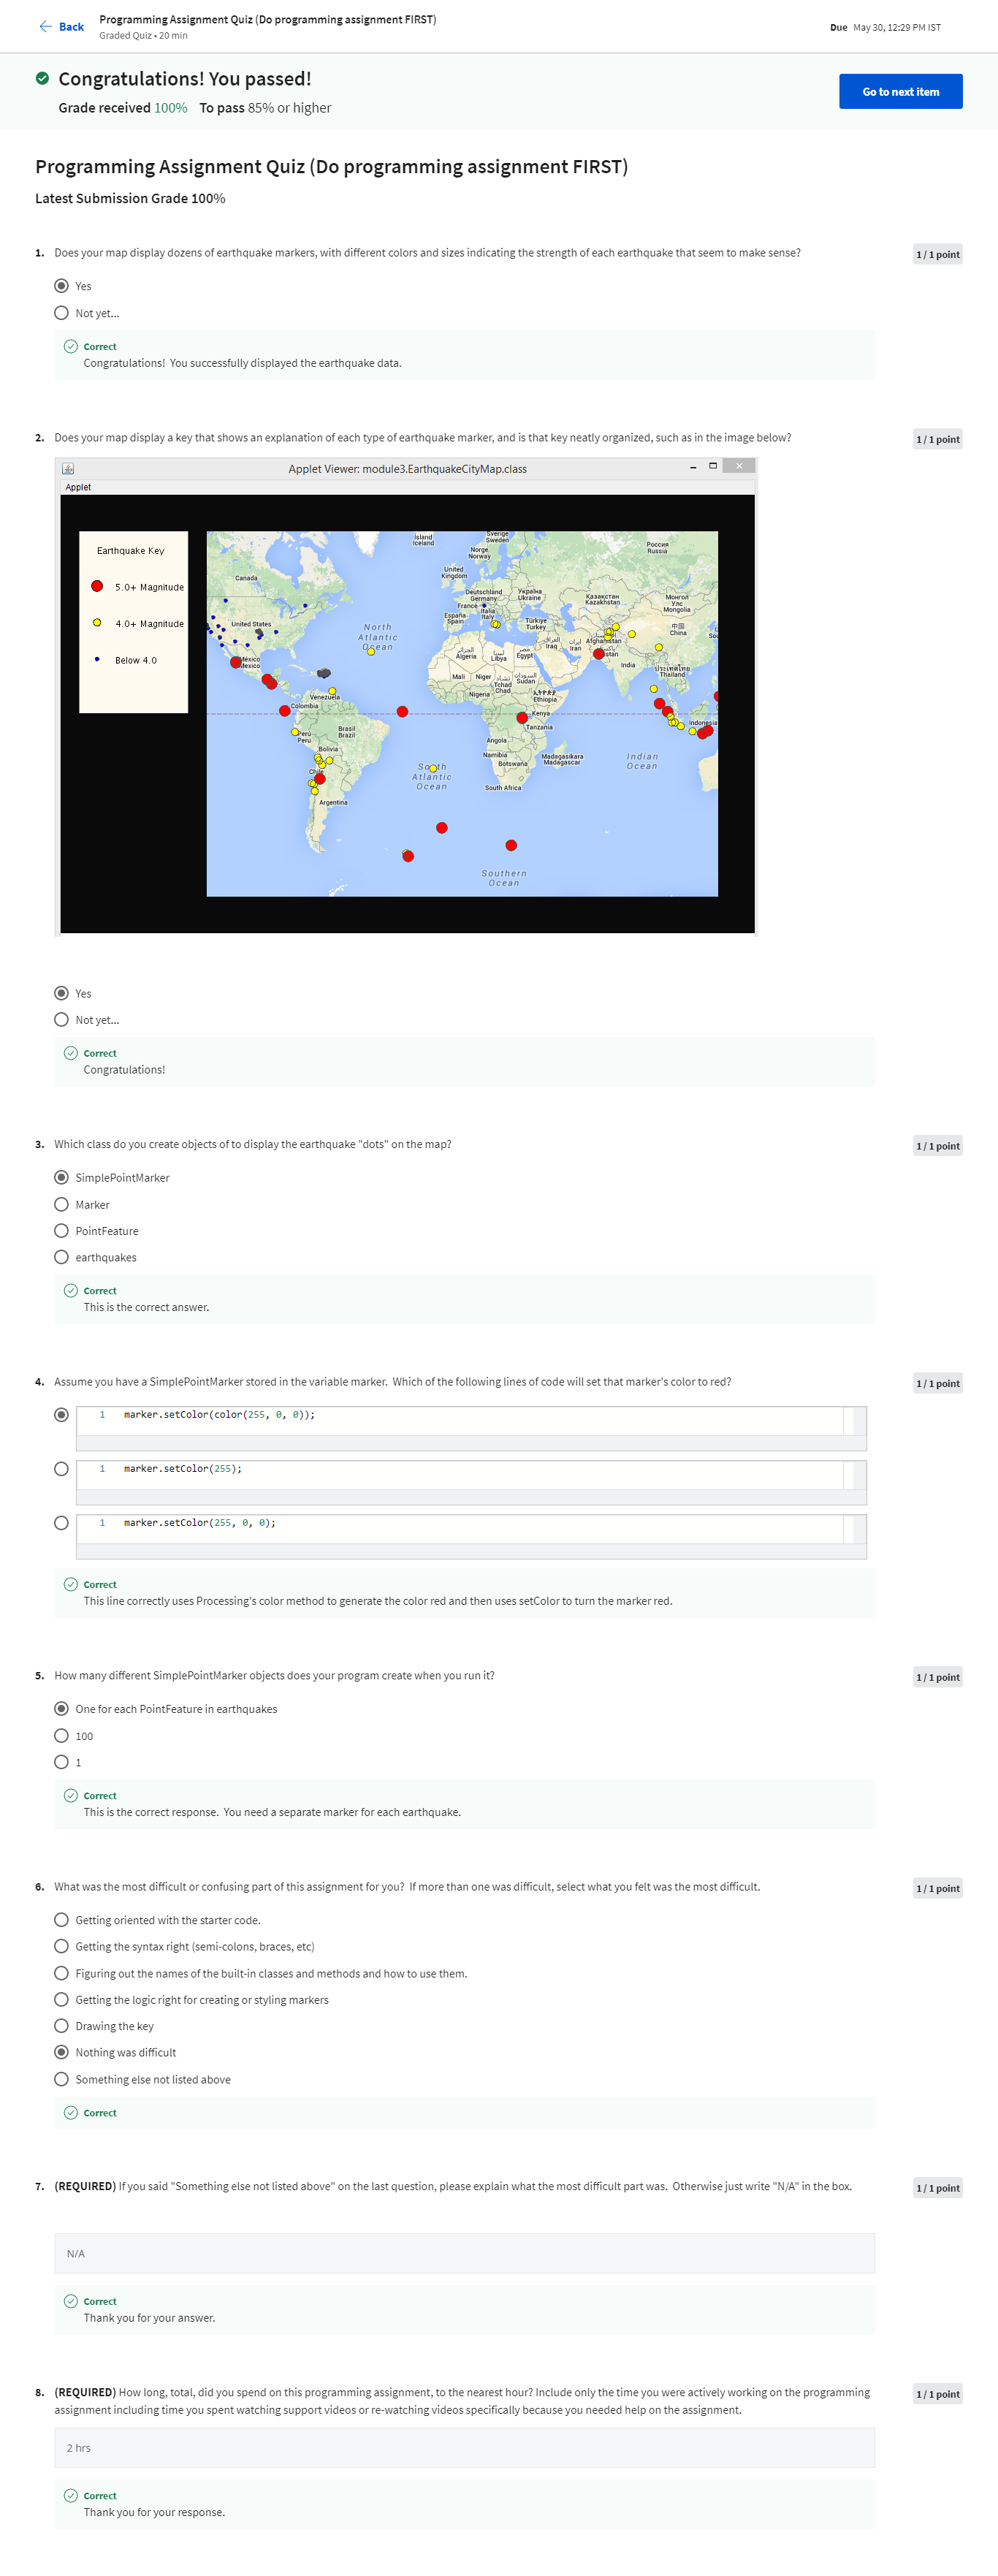 Back
Programming Assignment Quiz (Do programming assignment FIRST)
Graded Quiz • 20 min
Due May 30, 12:29 PM IST
Congratulations! You passed!
Grade received 100% To pass 85% or higher
Go to next item
Programming Assignment Quiz (Do programming assignment FIRST)
Latest Submission Grade 100%
1. Does your map display dozens of earthquake markers, with different colors and sizes indicating the strength of each earthquake that seem to make sense?
1 / 1 point
Yes
Not yet...
Correct
Congratulations! You successfully displayed the earthquake data.
2. Does your map display a key that shows an explanation of each type of earthquake marker, and is that key neatly organized, such as in the image below?
1 / 1 point
Applet Viewer: module3.EarthquakeCityMap.class
Applet
Earthquake Key
5.0+ Magnitude
4.0+ Magnitude
Below 4.0
Ísland
Iceland
Sverige
Sweden
Norge
Norway
Россия
Russia
United
Kingdom
Canada
Deutschland
Germany
Україна
Ukraine
Қазақстан
Kazakhstan
Монгол
Улс
Mongolia
France
Italia
Italy
España
Spain
Türkiye
Turkey
中国
China
United States
North
Atlantic
Ocean
Afghanistan
العراق
Iraq
ایران
Iran
الجزائر
Algeria
ليبيا
Libya
مصر
Egypt
México
Mexico
India
ประเทศไทย
Thailand
Mali
Niger
Tchad
Chad
السودان
Sudan
Nigeria
ኢትዮጵያ
Ethiopia
Venezuela
Colombia
Kenya
Tanzania
Indonesia
Perú
Peru
Brasil
Brazil
Angola
Bolivia
Namibia
Botswana
Madagasikara
Madagascar
Indian
Ocean
Chile
South
Atlantic
Ocean
South Africa
Argentina
Southern
Ocean
Yes
Not yet...
Correct
Congratulations!
3. Which class do you create objects of to display the earthquake "dots" on the map?
1 / 1 point
SimplePointMarker
Marker
PointFeature
earthquakes
Correct
This is the correct answer.
4. Assume you have a SimplePointMarker stored in the variable marker. Which of the following lines of code will set that marker's color to red?
1 / 1 point
1 marker.setColor(color(255, 0, 0));
1 marker.setColor(255);
1 marker.setColor(255, 0, 0);
Correct
This line correctly uses Processing's color method to generate the color red and then uses setColor to turn the marker red.
5. How many different SimplePointMarker objects does your program create when you run it?
1 / 1 point
One for each PointFeature in earthquakes
100
1
Correct
This is the correct response. You need a separate marker for each earthquake.
6. What was the most difficult or confusing part of this assignment for you? If more than one was difficult, select what you felt was the most difficult.
1 / 1 point
Getting oriented with the starter code.
Getting the syntax right (semi-colons, braces, etc)
Figuring out the names of the built-in classes and methods and how to use them.
Getting the logic right for creating or styling markers
Drawing the key
Nothing was difficult
Something else not listed above
Correct
7. (REQUIRED) If you said "Something else not listed above" on the last question, please explain what the most difficult part was. Otherwise just write "N/A" in the box.
1 / 1 point
N/A
Correct
Thank you for your answer.
8. (REQUIRED) How long, total, did you spend on this programming assignment, to the nearest hour? Include only the time you were actively working on the programming
assignment including time you spent watching support videos or re-watching videos specifically because you needed help on the assignment.
1 / 1 point
2 hrs
Correct
Thank you for your response.